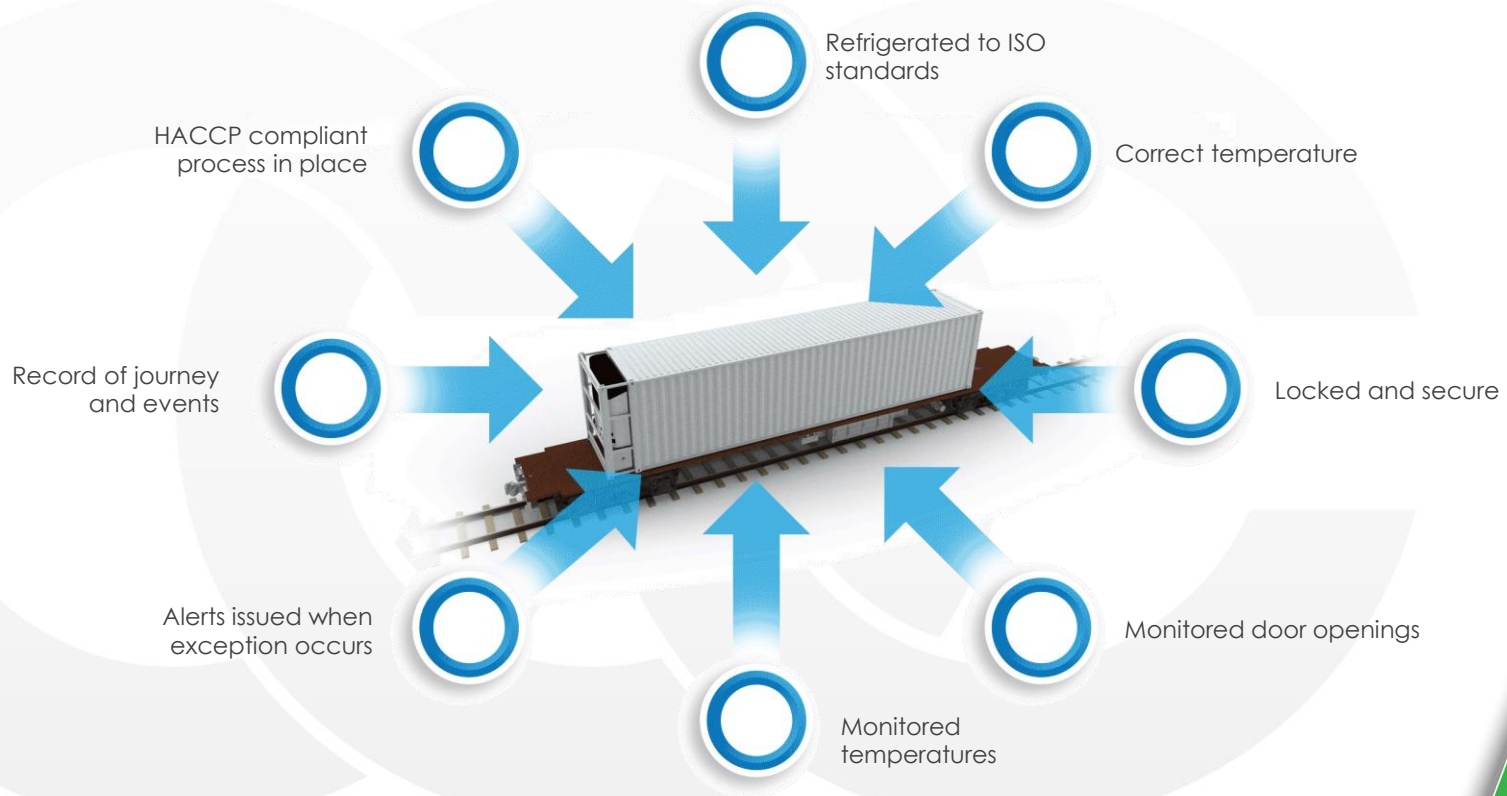 Refrigerated to ISO
standards
Correct temperature
Locked and secure
Monitored door openings
Monitored
temperatures
Alerts issued when
exception occurs
Record of journey
and events
HACCP compliant
process in place